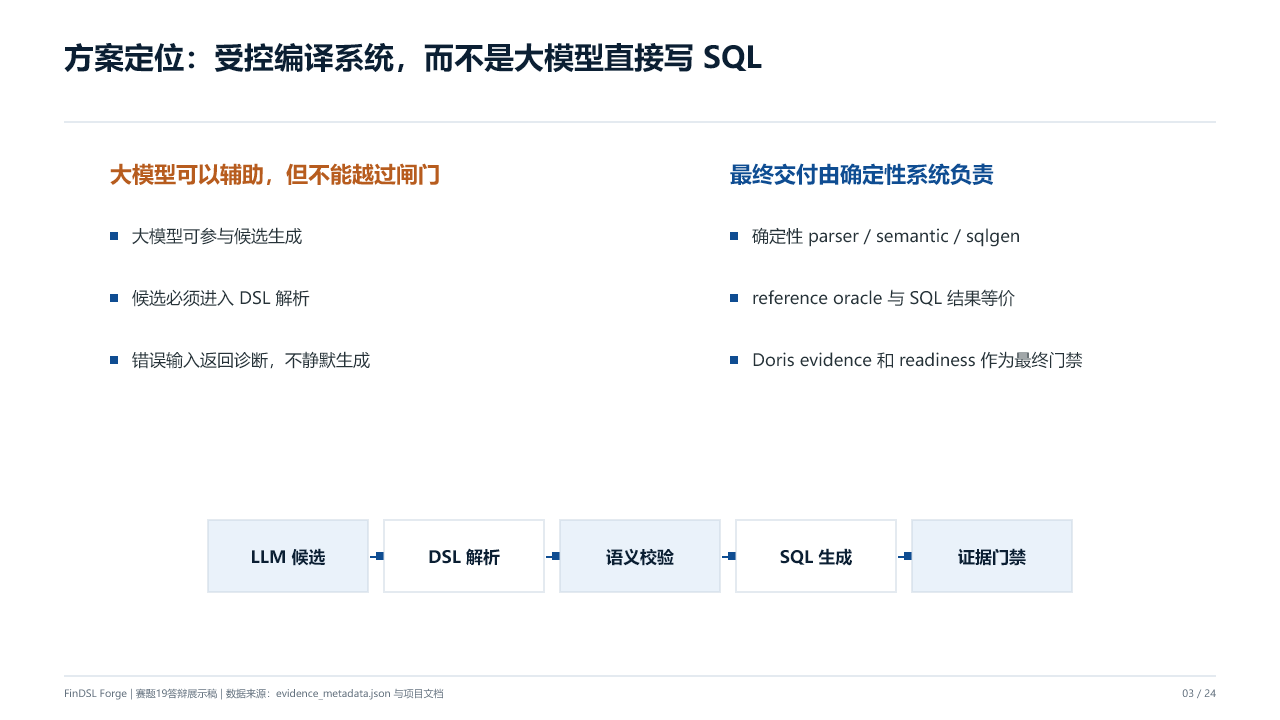 方案定位：受控编译系统，而不是大模型直接写 SQL
大模型可以辅助，但不能越过闸门
大模型可参与候选生成
候选必须进入 DSL 解析
错误输入返回诊断，不静默生成
最终交付由确定性系统负责
确定性 parser / semantic / sqlgen
reference oracle 与 SQL 结果等价
Doris evidence 和 readiness 作为最终门禁
LLM 候选
DSL 解析
语义校验
SQL 生成
证据门禁
FinDSL Forge | 赛题19答辩展示稿 | 数据来源：evidence_metadata.json 与项目文档
03 / 24